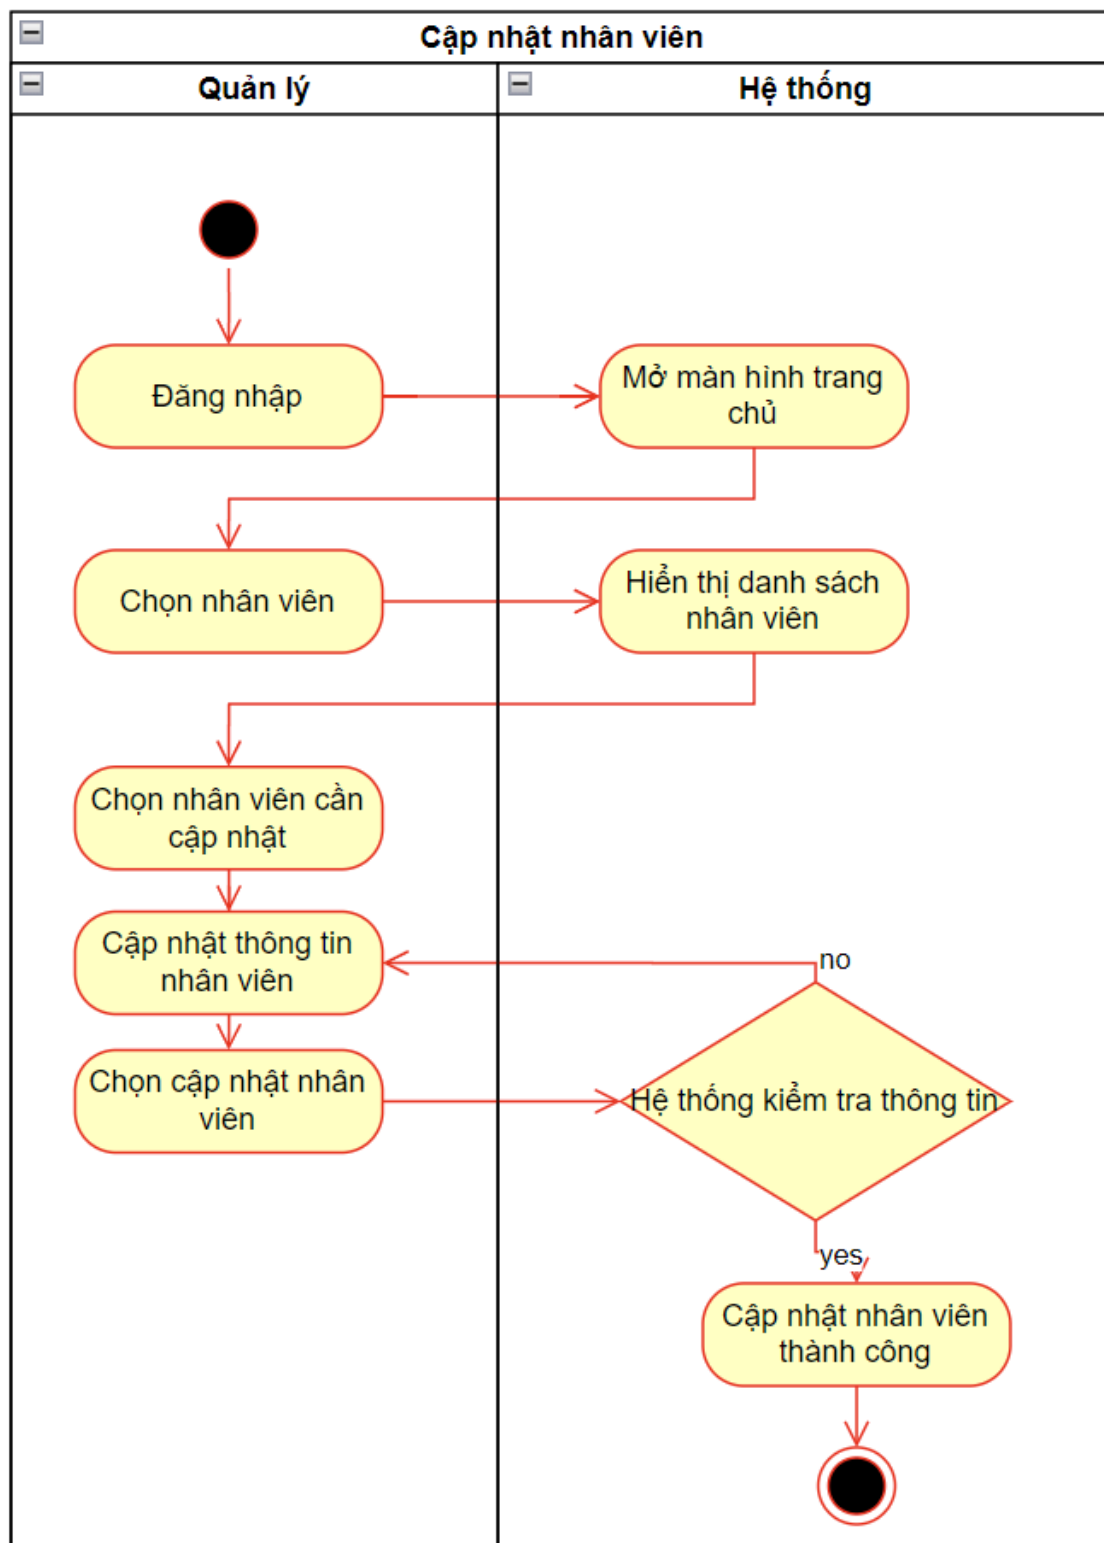 Cập nhật nhân viên
Quản lý
Hệ thống
Đăng nhập
Mở màn hình trang
chủ
Chọn nhân viên
Hiển thị danh sách
nhân viên
Chọn nhân viên cần
cập nhật
Cập nhật thông tin
nhân viên
no
Chọn cập nhật nhân
viên
Hệ thống kiểm tra thông tin
yes
Cập nhật nhân viên
thành công